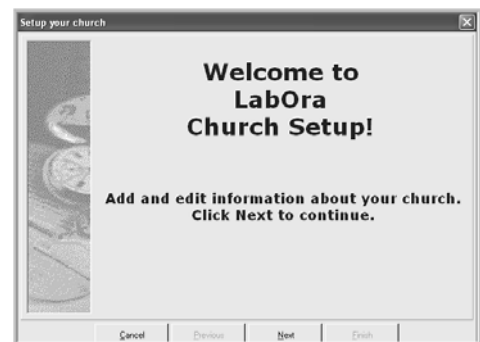 Setup your church
Welcome to
LabOra
Church Setup!
Add and edit information about your church.
Click Next to continue.
Cancel
Previous
Next
Finish